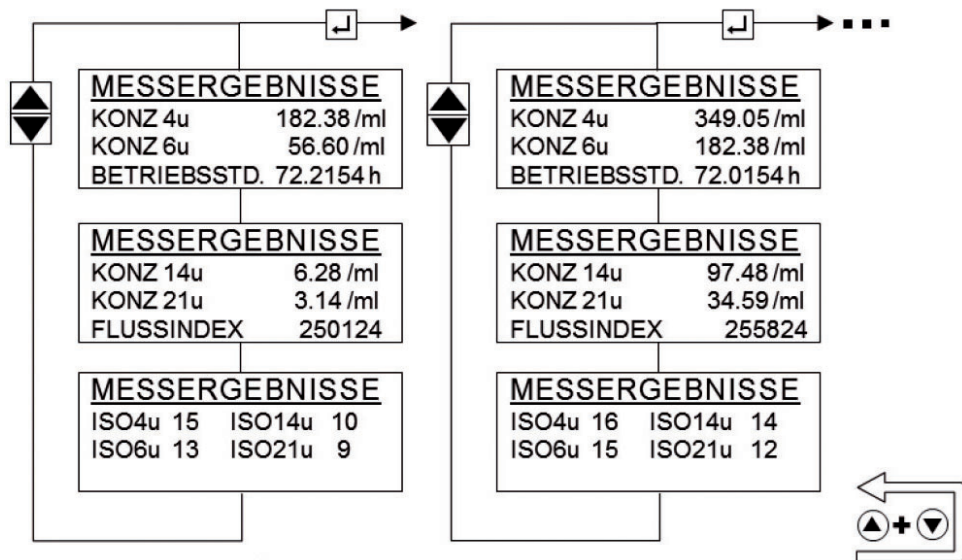 MESSERGEBNISSE
KONZ 4u 182.38 /ml
KONZ 6u 56.60 /ml
BETRIEBSSTD. 72.2154 h
MESSERGEBNISSE
KONZ 14u 6.28 /ml
KONZ 21u 3.14 /ml
FLUSSINDEX 250124
MESSERGEBNISSE
ISO4u 15 ISO14u 10
ISO6u 13 ISO21u 9
MESSERGEBNISSE
KONZ 4u 349.05 /ml
KONZ 6u 182.38 /ml
BETRIEBSSTD. 72.0154 h
MESSERGEBNISSE
KONZ 14u 97.48 /ml
KONZ 21u 34.59 /ml
FLUSSINDEX 255824
MESSERGEBNISSE
ISO4u 16 ISO14u 14
ISO6u 15 ISO21u 12